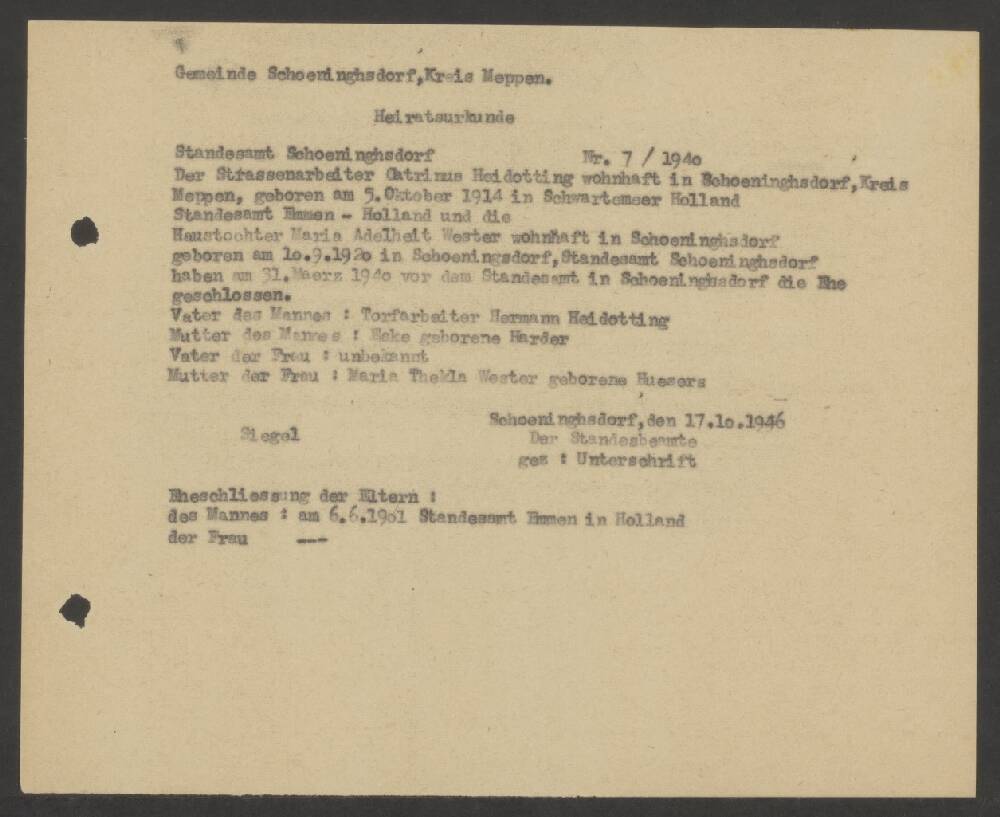 Gemeinde Schoeninghsdorf,Kreis Meppen.
Heiratsurkunde
Standesamt Schoeninghsdorf Nr. 7 / 194o
Der Strassenarbeiter Catrinus Heidotting wohnhaft in Schoeninghsdorf,Kreis
Meppen, geboren am 5.Oktober 1914 in Schwartemeer Holland
Standesamt Emmen - Holland und die
Haustochter Maria Adelheit Wester wohnhaft in Schoeninghsdorf
geboren am 1o.9.192o in Schoeningsdorf,Standesamt Schoeninghsdorf
haben am 31.Maerz 194o vor dem Standesamt in Schoeninghsdorf die Ehe
geschlossen.
Vater des Mannes : Torfarbeiter Hermann Heidotting
Mutter des Mannes : geborene Harder
Vater der Frau : unbekannt
Mutter der Frau : Maria Thekla Wester geborene Huesers
Schoeninghsdorf,den 17.1o.1946
Siegel Der Standesbeamte
gez : Unterschrift
Eheschliessung der Eltern :
des Mannes : am 6.6.19o1 Standesamt Emmen in Holland
der Frau ---